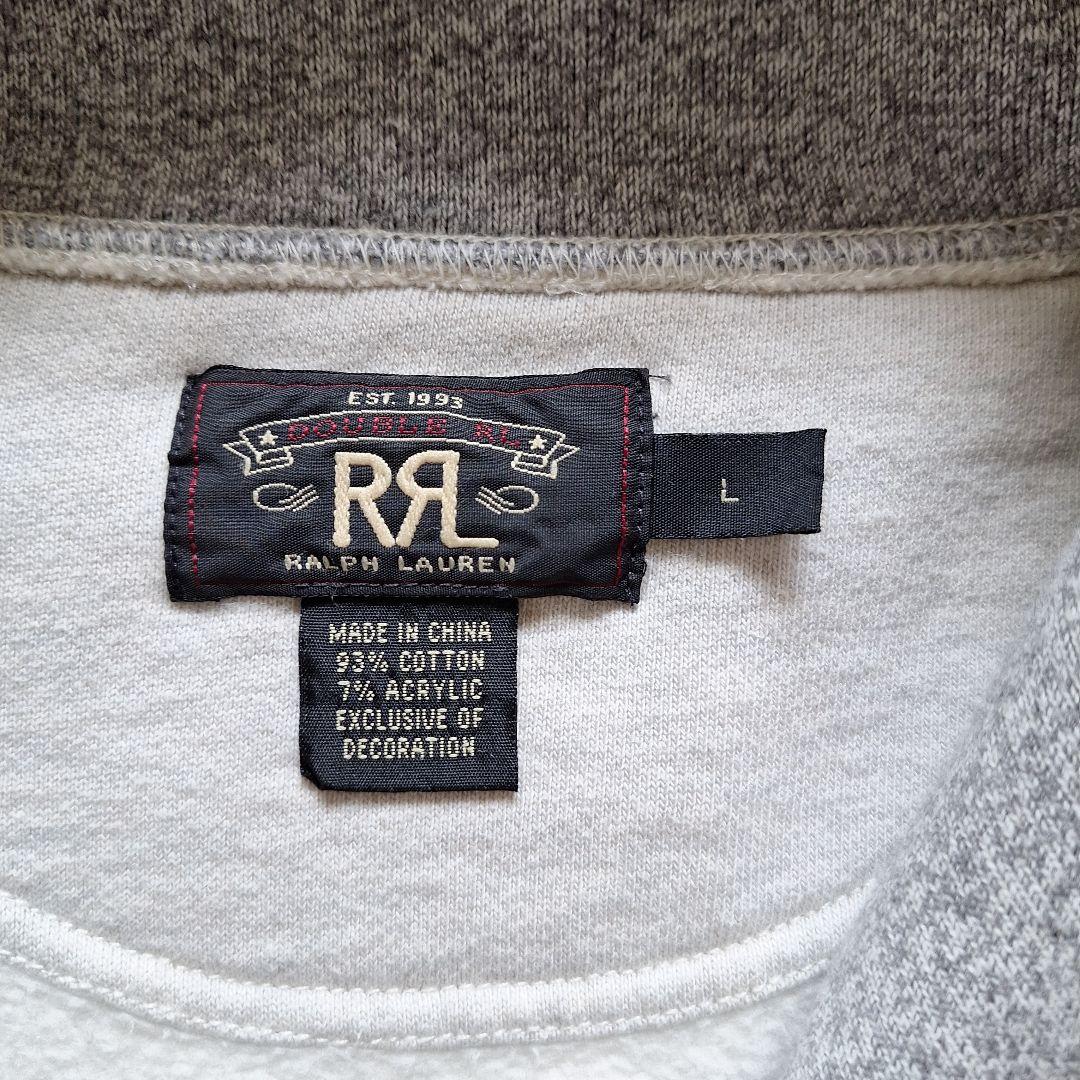 EST. 1993
DOUBLE RL
RRL
RALPH LAUREN
L
MADE IN CHINA
93% COTTON
7% ACRYLIC
EXCLUSIVE OF
DECORATION